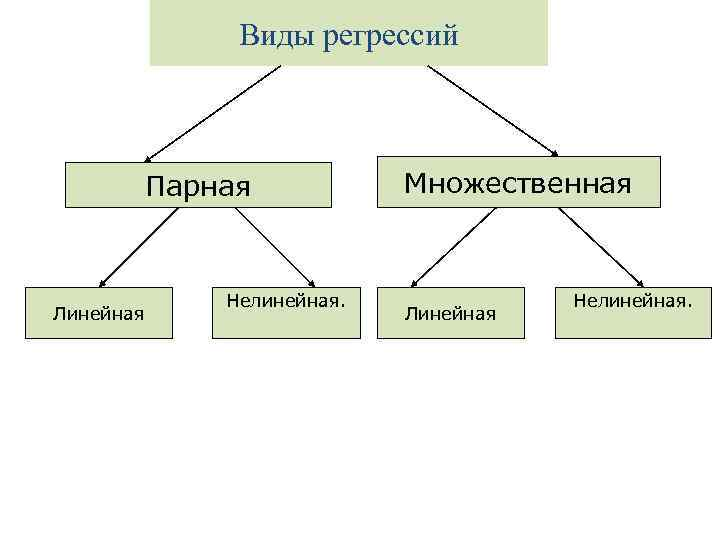 Виды регрессий
Парная
Множественная
Линейная
Нелинейная.
Линейная
Нелинейная.